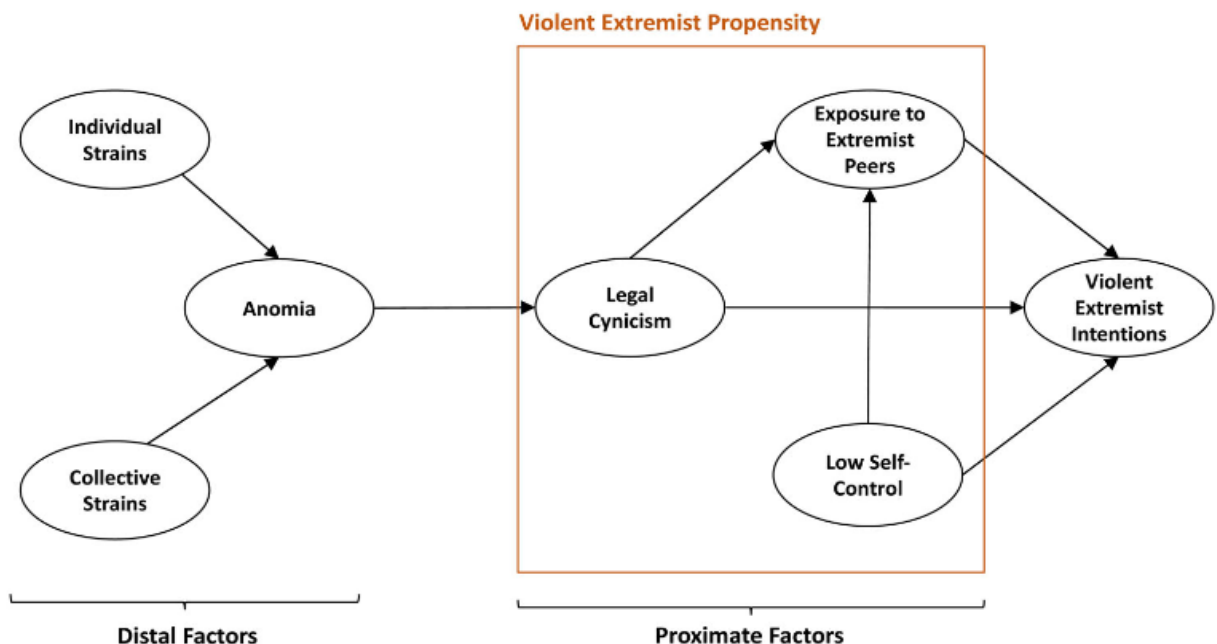 Violent Extremist Propensity
Individual
Strains
Exposure to
Extremist
Peers
Anomia
Legal
Cynicism
Violent
Extremist
Intentions
Collective
Strains
Low Self-
Control
Distal Factors
Proximate Factors